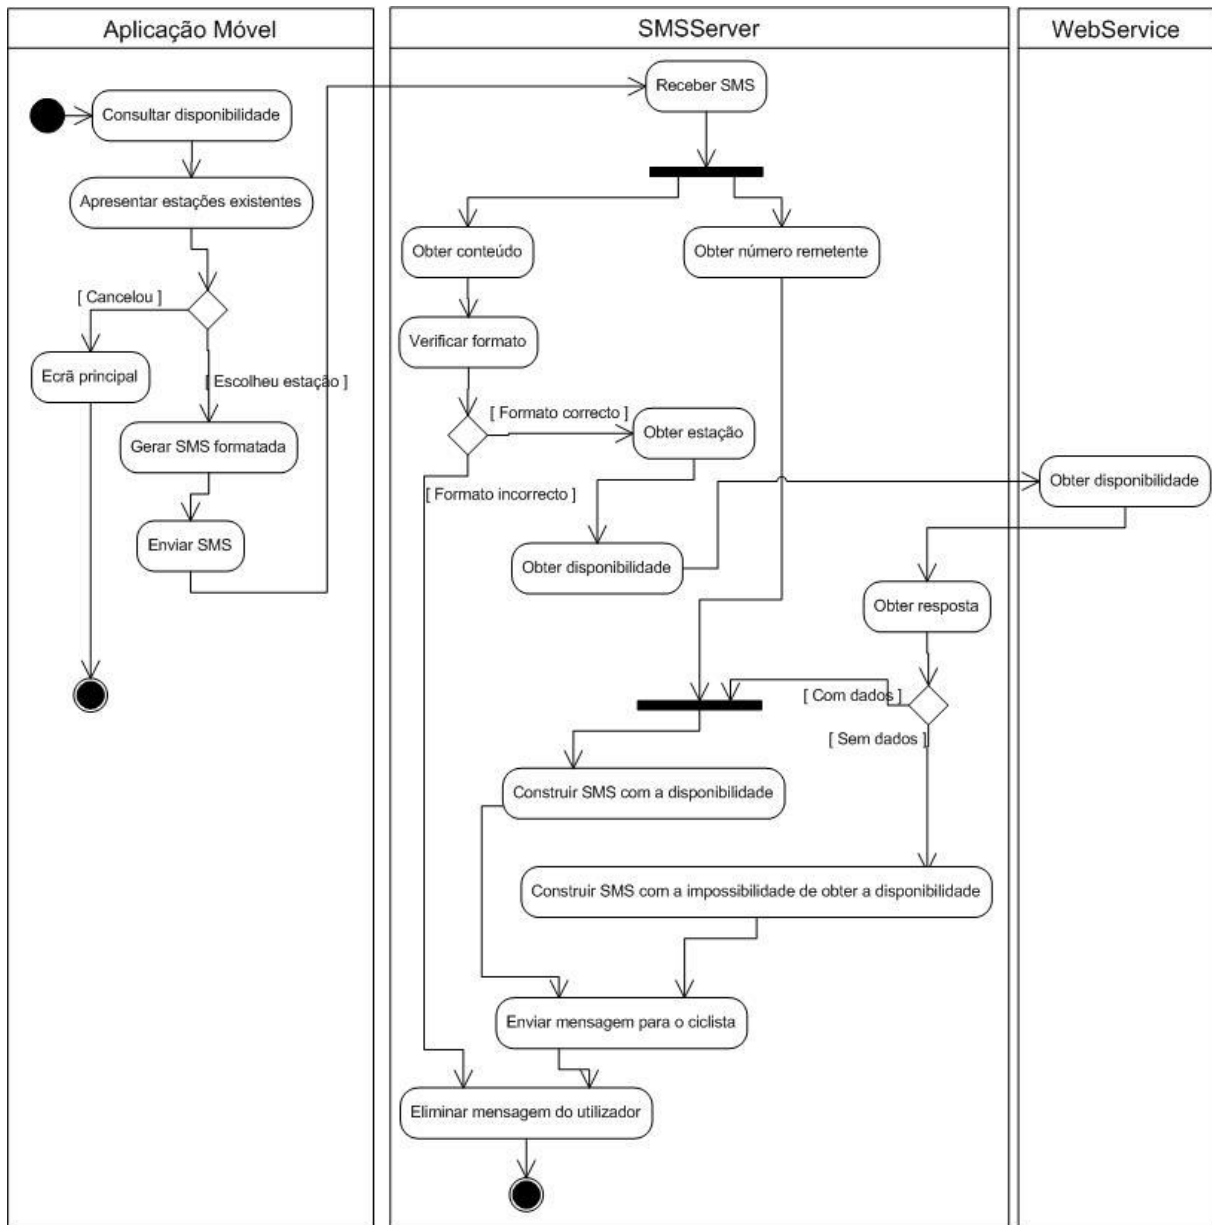 Aplicação Móvel
SMSServer
WebService
Consultar disponibilidade
Apresentar estações existentes
[ Cancelou ]
Ecrã principal
[ Escolheu estação ]
Gerar SMS formatada
Enviar SMS
Receber SMS
Obter conteúdo
Obter número remetente
Verificar formato
[ Formato correcto ]
Obter estação
[ Formato incorrecto ]
Obter disponibilidade
Obter disponibilidade
Obter resposta
[ Com dados ]
[ Sem dados ]
Construir SMS com a disponibilidade
Construir SMS com a impossibilidade de obter a disponibilidade
Enviar mensagem para o ciclista
Eliminar mensagem do utilizador